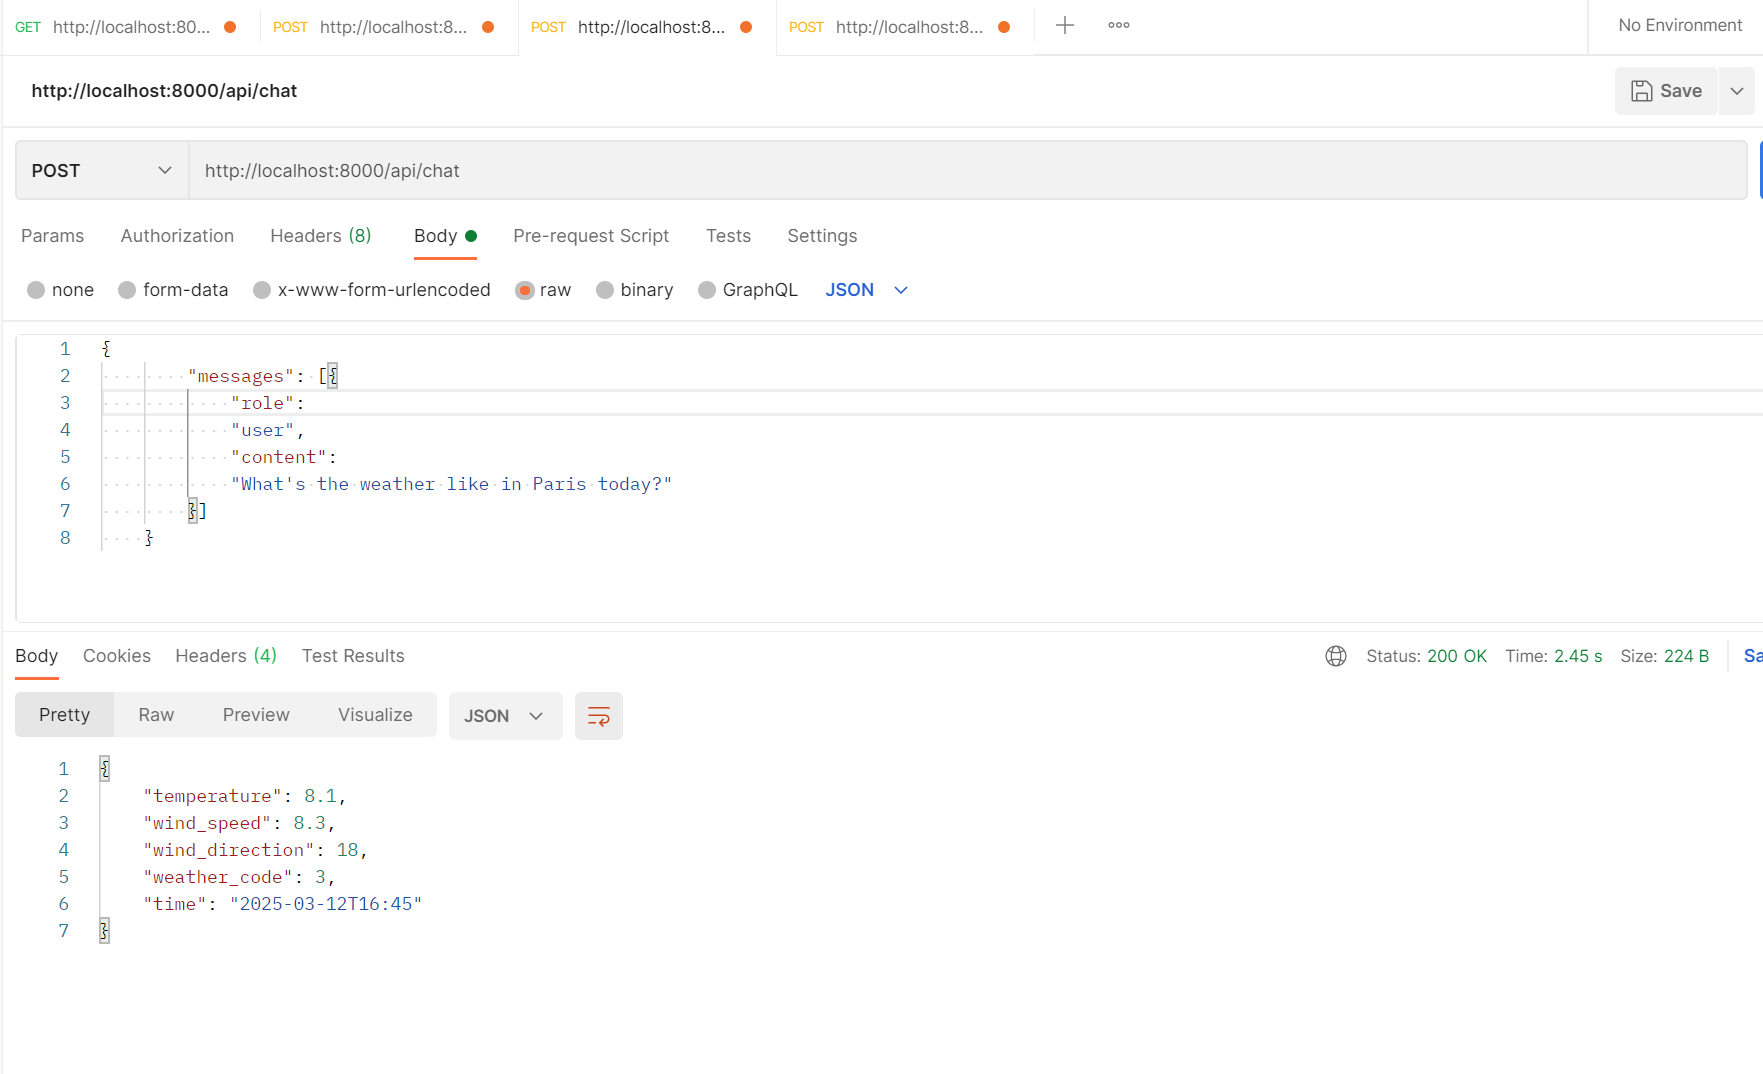 GET http://localhost:80... POST http://localhost:8... POST http://localhost:8... POST http://localhost:8... No Environment
http://localhost:8000/api/chat Save
POST http://localhost:8000/api/chat
Params Authorization Headers (8) Body Pre-request Script Tests Settings
none form-data x-www-form-urlencoded raw binary GraphQL JSON
1 {
2 "messages": [{
3 "role":
4 "user",
5 "content":
6 "What's the weather like in Paris today?"
7 }]
8 }
Body Cookies Headers (4) Test Results Status: 200 OK Time: 2.45 s Size: 224 B Sa
Pretty Raw Preview Visualize JSON
1 {
2 "temperature": 8.1,
3 "wind_speed": 8.3,
4 "wind_direction": 18,
5 "weather_code": 3,
6 "time": "2025-03-12T16:45"
7 }